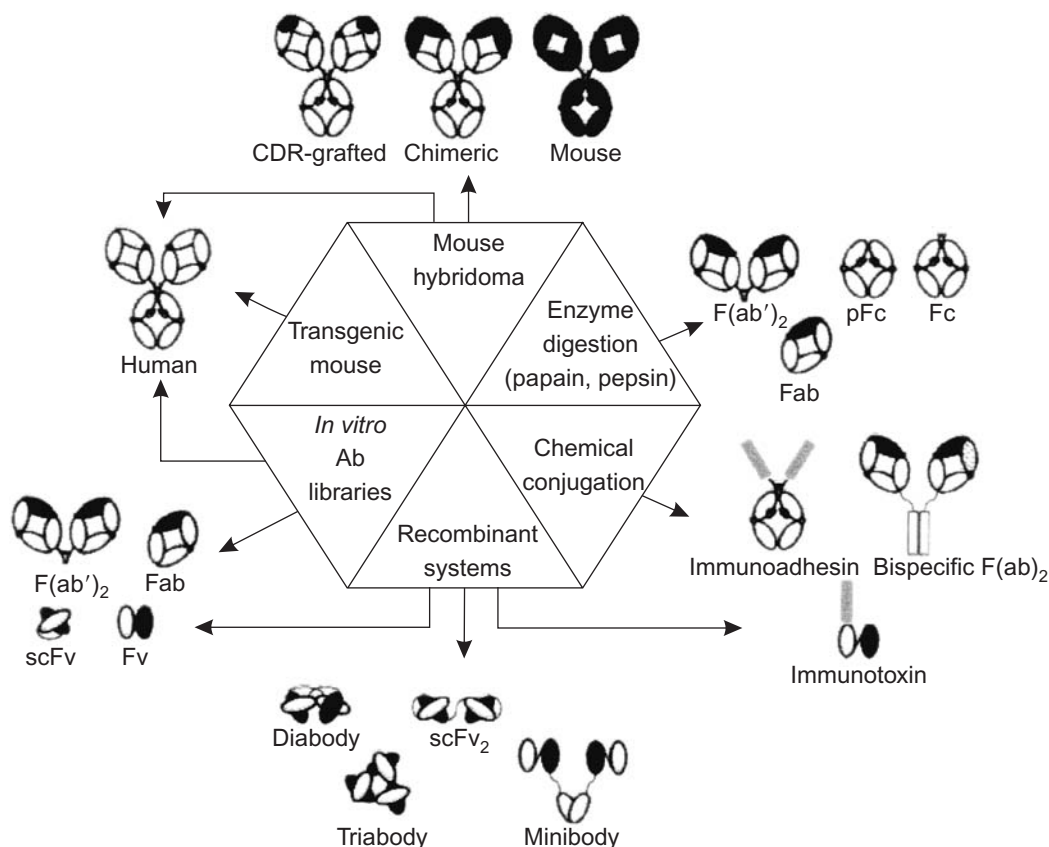 CDR-grafted
Chimeric
Mouse
Mouse
hybridoma
Enzyme
digestion
(papain, pepsin)
F(ab′)₂
pFc
Fc
Fab
Transgenic
mouse
Human
In vitro
Ab
libraries
Chemical
conjugation
Recombinant
systems
Immunoadhesin
Bispecific F(ab)₂
Immunotoxin
F(ab′)₂
Fab
scFv
Fv
Diabody
scFv₂
Triabody
Minibody